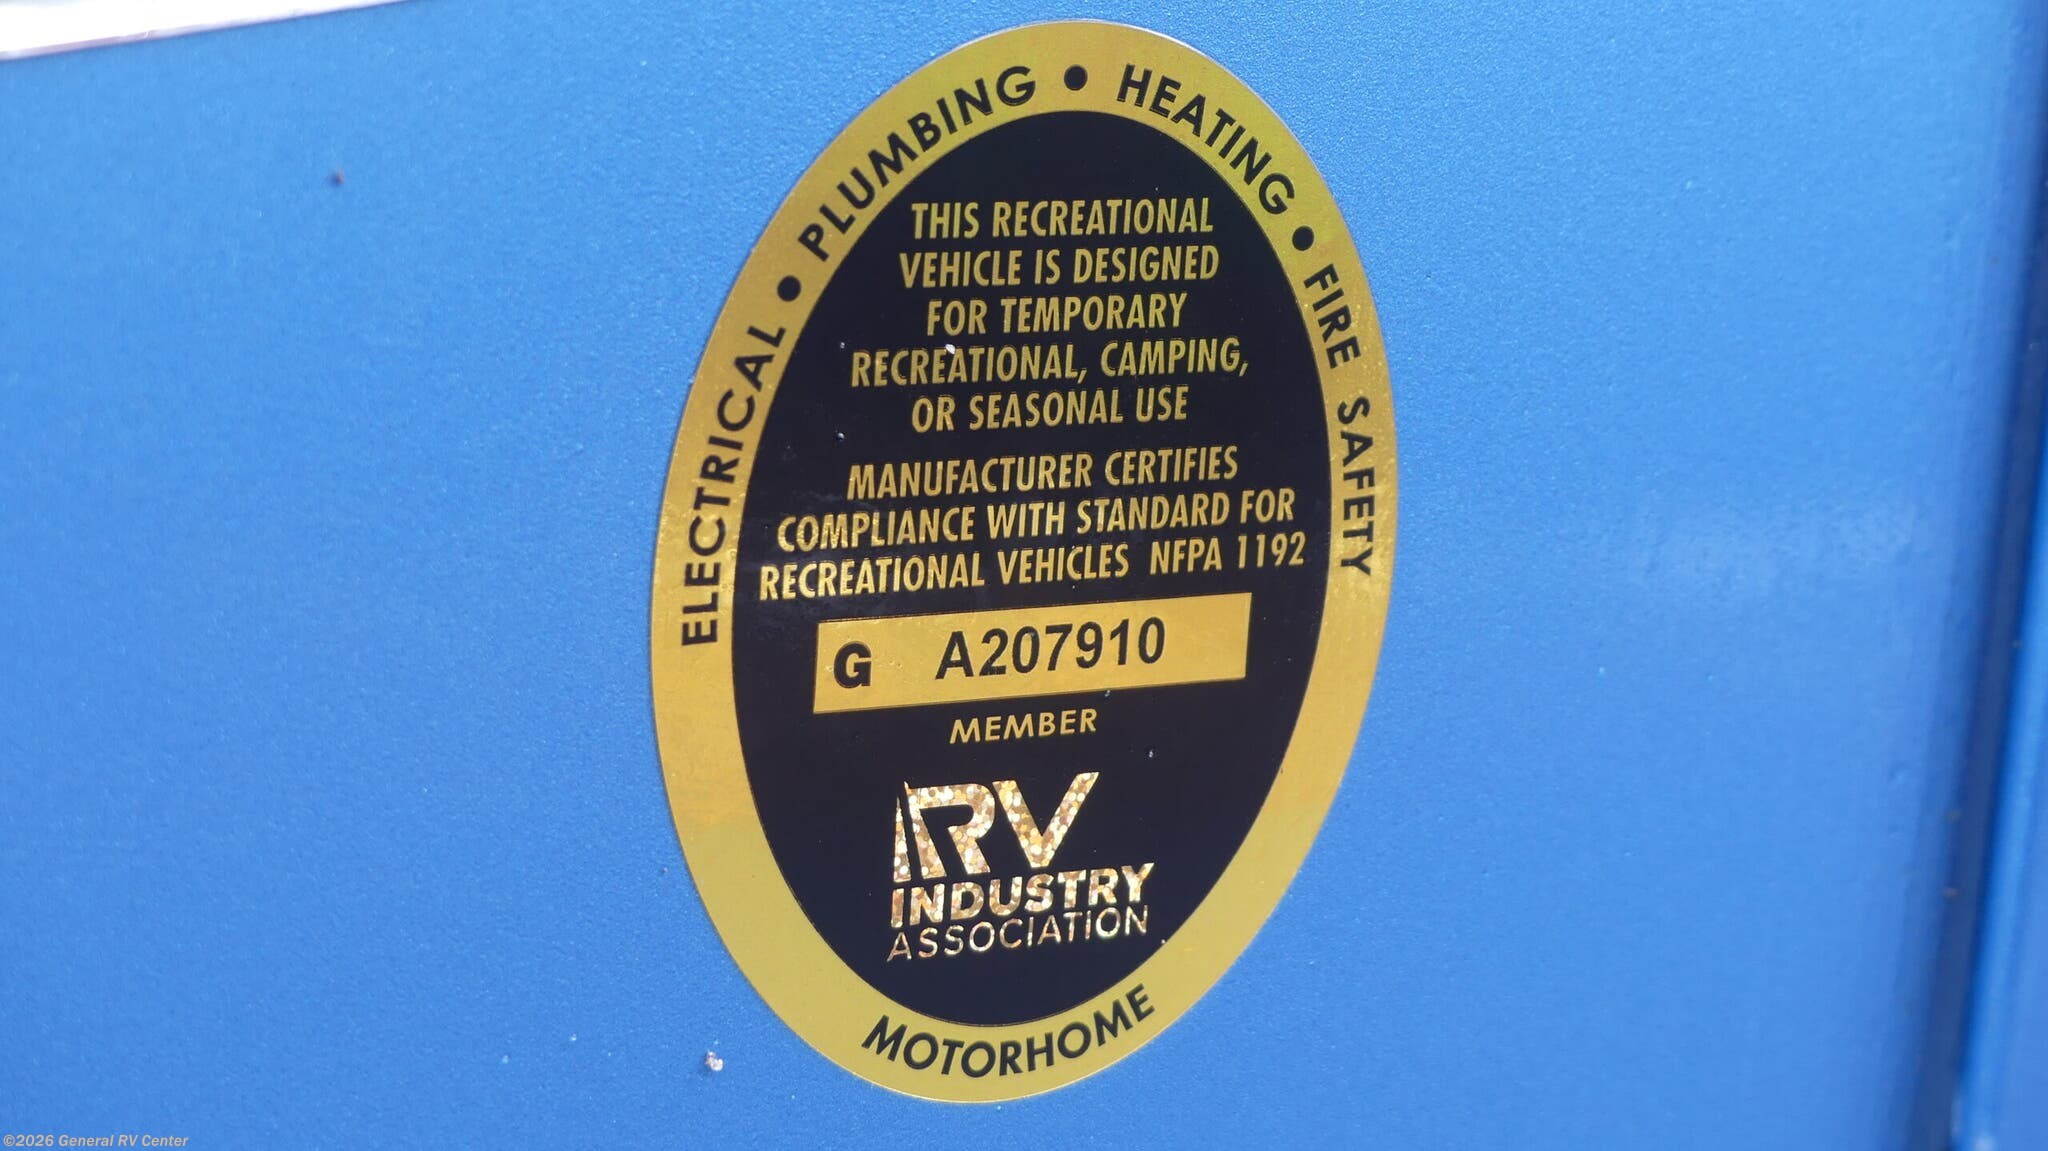 ELECTRICAL • PLUMBING • HEATING • FIRE SAFETY
THIS RECREATIONAL
VEHICLE IS DESIGNED
FOR TEMPORARY
RECREATIONAL, CAMPING,
OR SEASONAL USE
MANUFACTURER CERTIFIES
COMPLIANCE WITH STANDARD FOR
RECREATIONAL VEHICLES NFPA 1192
G A207910
MEMBER
RV
INDUSTRY
ASSOCIATION
MOTORHOME
©2026 General RV Center